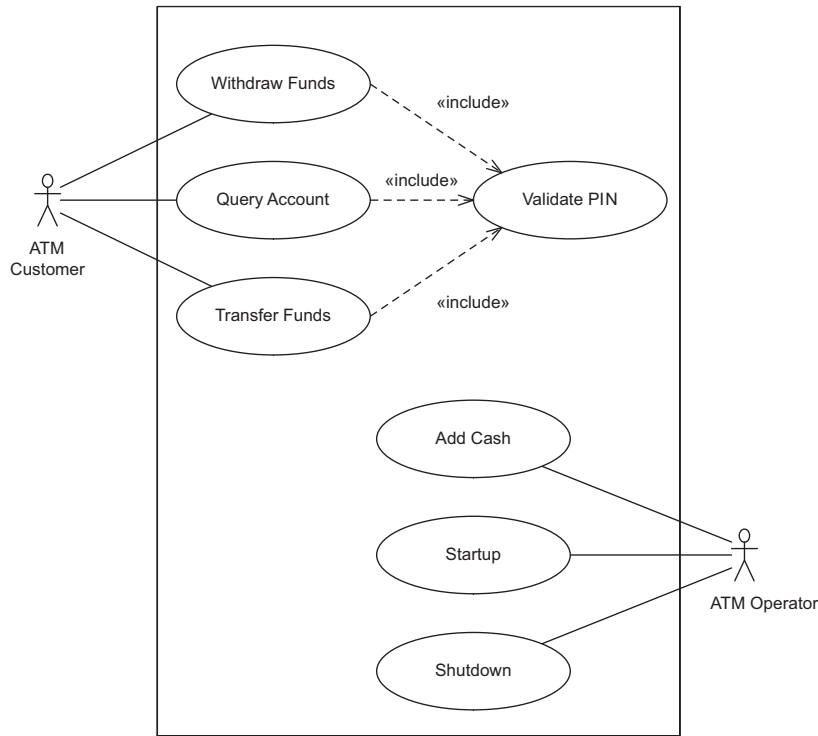 Withdraw Funds
«include»
Query Account
«include»
Validate PIN
ATM
Customer
Transfer Funds
«include»
Add Cash
Startup
ATM Operator
Shutdown